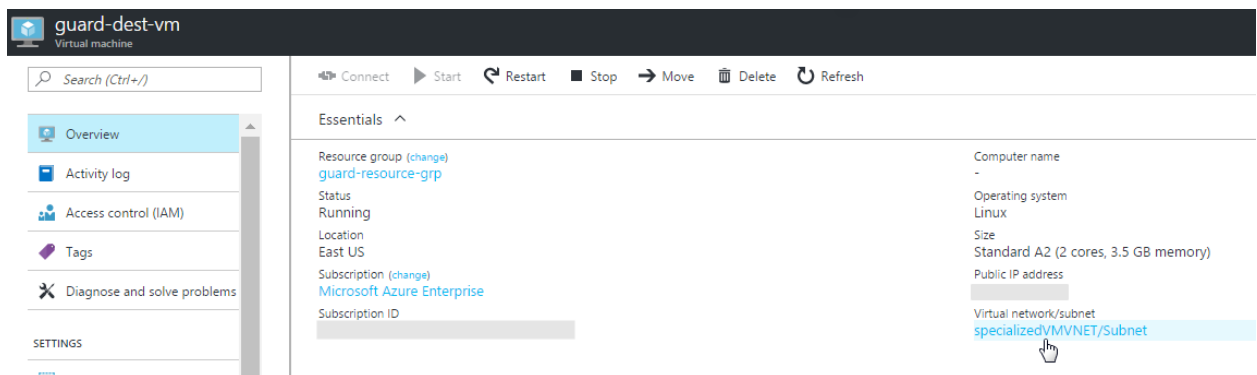 guard-dest-vm
Virtual machine
Search (Ctrl+/)
Connect Start Restart Stop Move Delete Refresh
Essentials
Overview
Activity log
Access control (IAM)
Tags
Diagnose and solve problems
SETTINGS
Resource group (change)
guard-resource-grp
Status
Running
Location
East US
Subscription (change)
Microsoft Azure Enterprise
Subscription ID
Computer name
-
Operating system
Linux
Size
Standard A2 (2 cores, 3.5 GB memory)
Public IP address
Virtual network/subnet
specializedVMVNET/Subnet